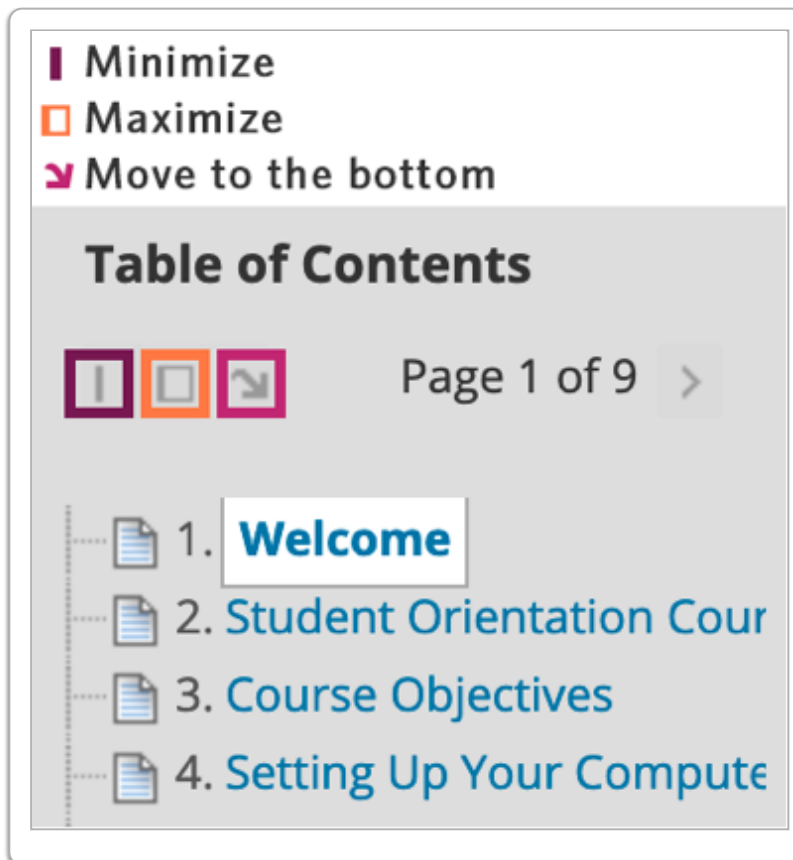 Minimize
Maximize
Move to the bottom
Table of Contents
Page 1 of 9
1. Welcome
2. Student Orientation Cour
3. Course Objectives
4. Setting Up Your Compute